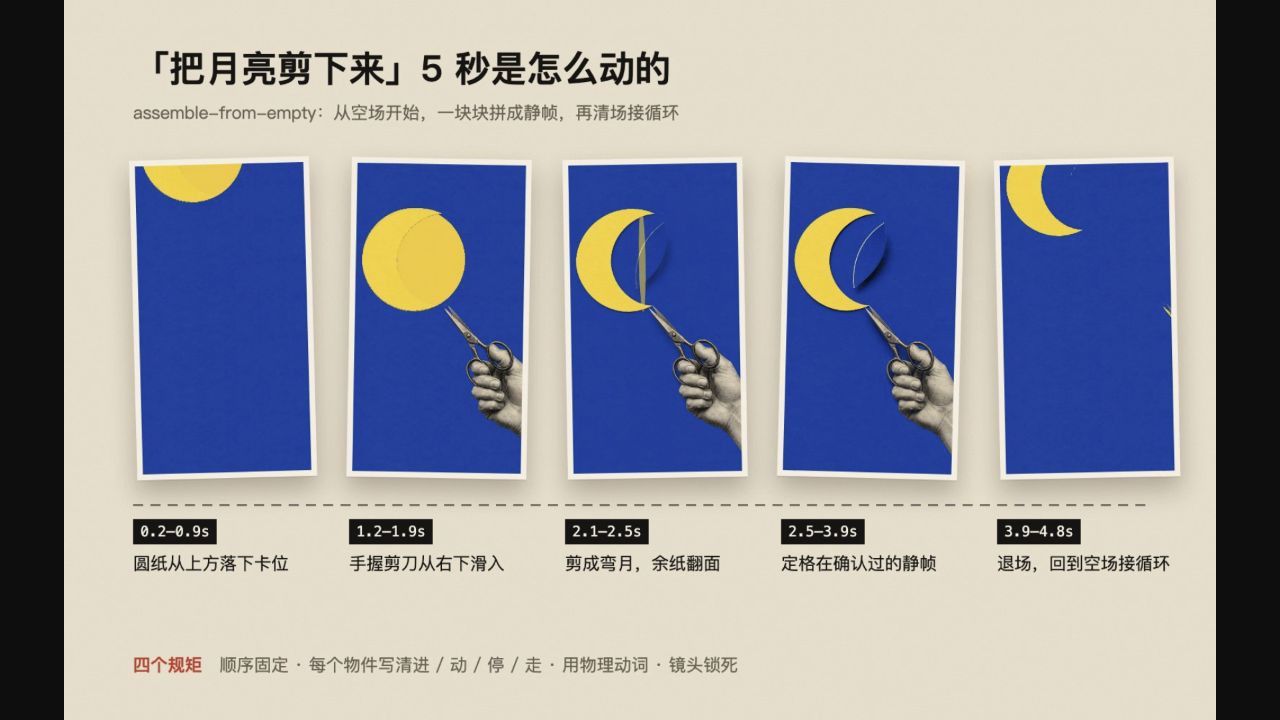 「把月亮剪下来」5 秒是怎么动的
assemble-from-empty：从空场开始，一块块拼成静帧，再清场接循环
0.2–0.9s
圆纸从上方落下卡位
1.2–1.9s
手握剪刀从右下滑入
2.1–2.5s
剪成弯月，余纸翻面
2.5–3.9s
定格在确认过的静帧
3.9–4.8s
退场，回到空场接循环
四个规矩 顺序固定 · 每个物件写清进 / 动 / 停 / 走 · 用物理动词 · 镜头锁死